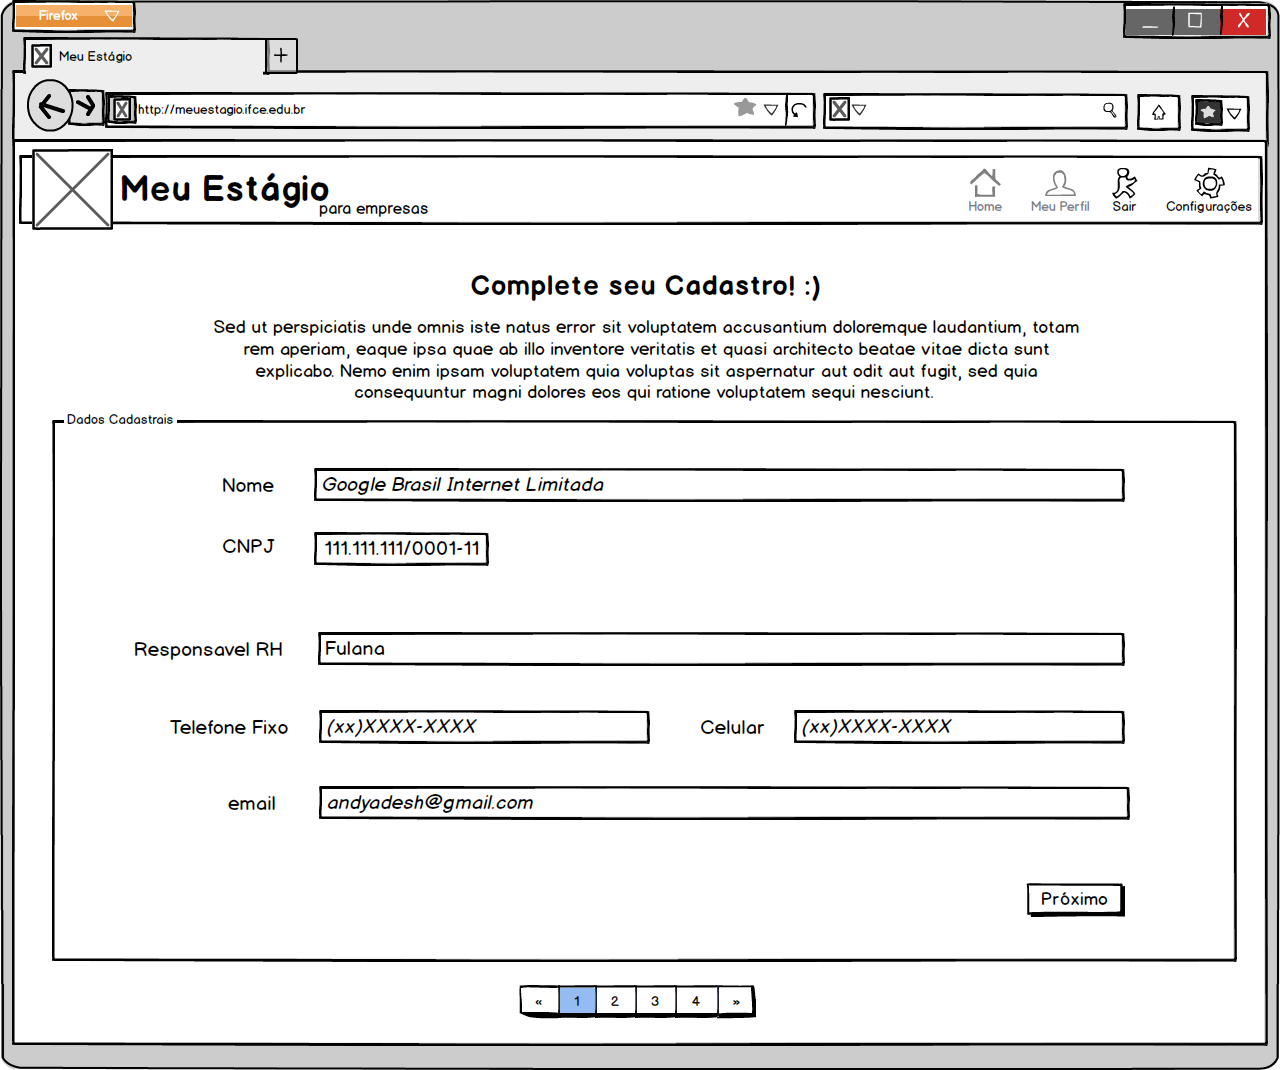 Firefox
Meu Estágio
+
http://meuestagio.ifce.edu.br
Meu Estágio
para empresas
Home
Meu Perfil
Sair
Configurações
Complete seu Cadastro! :)
Sed ut perspiciatis unde omnis iste natus error sit voluptatem accusantium doloremque laudantium, totam
rem aperiam, eaque ipsa quae ab illo inventore veritatis et quasi architecto beatae vitae dicta sunt
explicabo. Nemo enim ipsam voluptatem quia voluptas sit aspernatur aut odit aut fugit, sed quia
consequuntur magni dolores eos qui ratione voluptatem sequi nesciunt.
Dados Cadastrais
Nome
Google Brasil Internet Limitada
CNPJ
111.111.111/0001-11
Responsavel RH
Fulana
Telefone Fixo
(xx)XXXX-XXXX
Celular
(xx)XXXX-XXXX
email
andyadesh@gmail.com
Próximo
« 1 2 3 4 »